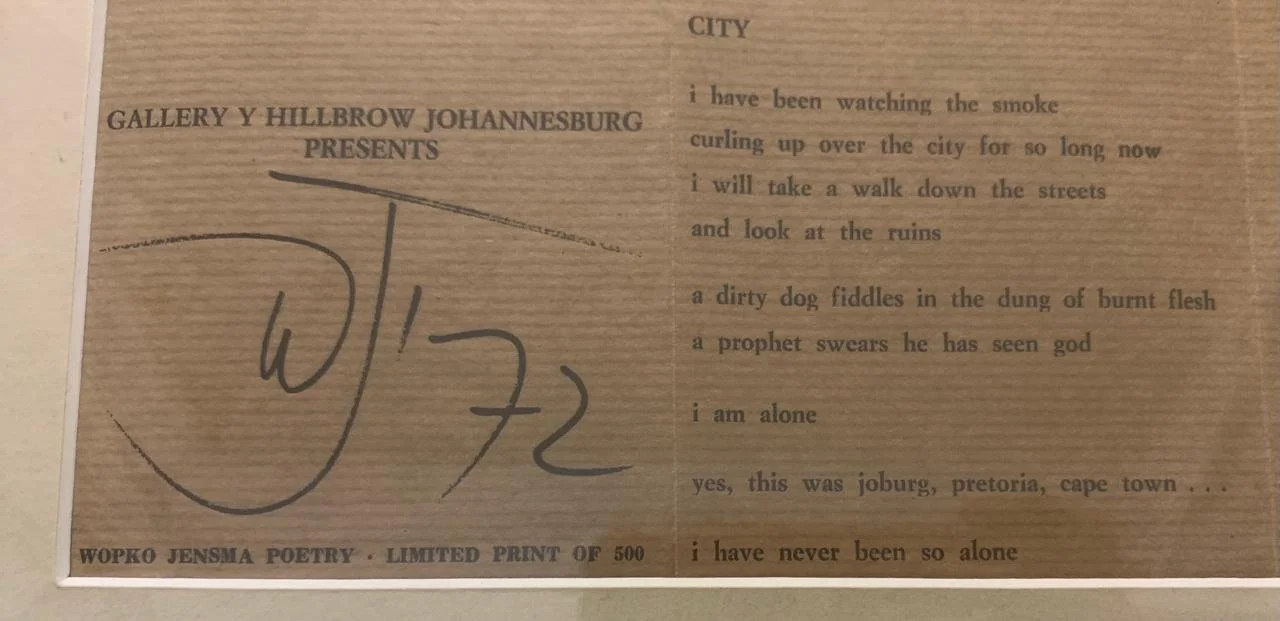 GALLERY Y HILLBROW JOHANNESBURG
PRESENTS
WJ '72
WOPKO JENSMA POETRY · LIMITED PRINT OF 500
CITY
i have been watching the smoke
curling up over the city for so long now
i will take a walk down the streets
and look at the ruins
a dirty dog fiddles in the dung of burnt flesh
a prophet swears he has seen god
i am alone
yes, this was joburg, pretoria, cape town . . .
i have never been so alone